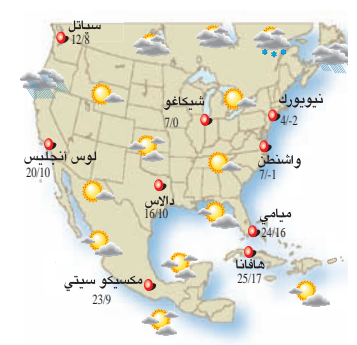 سياتل
12/8
شيكاغو
7/0
نيويورك
4/-2
واشنطن
7/-1
لوس أنجليس
20/10
دالاس
16/10
ميامي
24/16
هافانا
25/17
مكسيكو سيتي
23/9